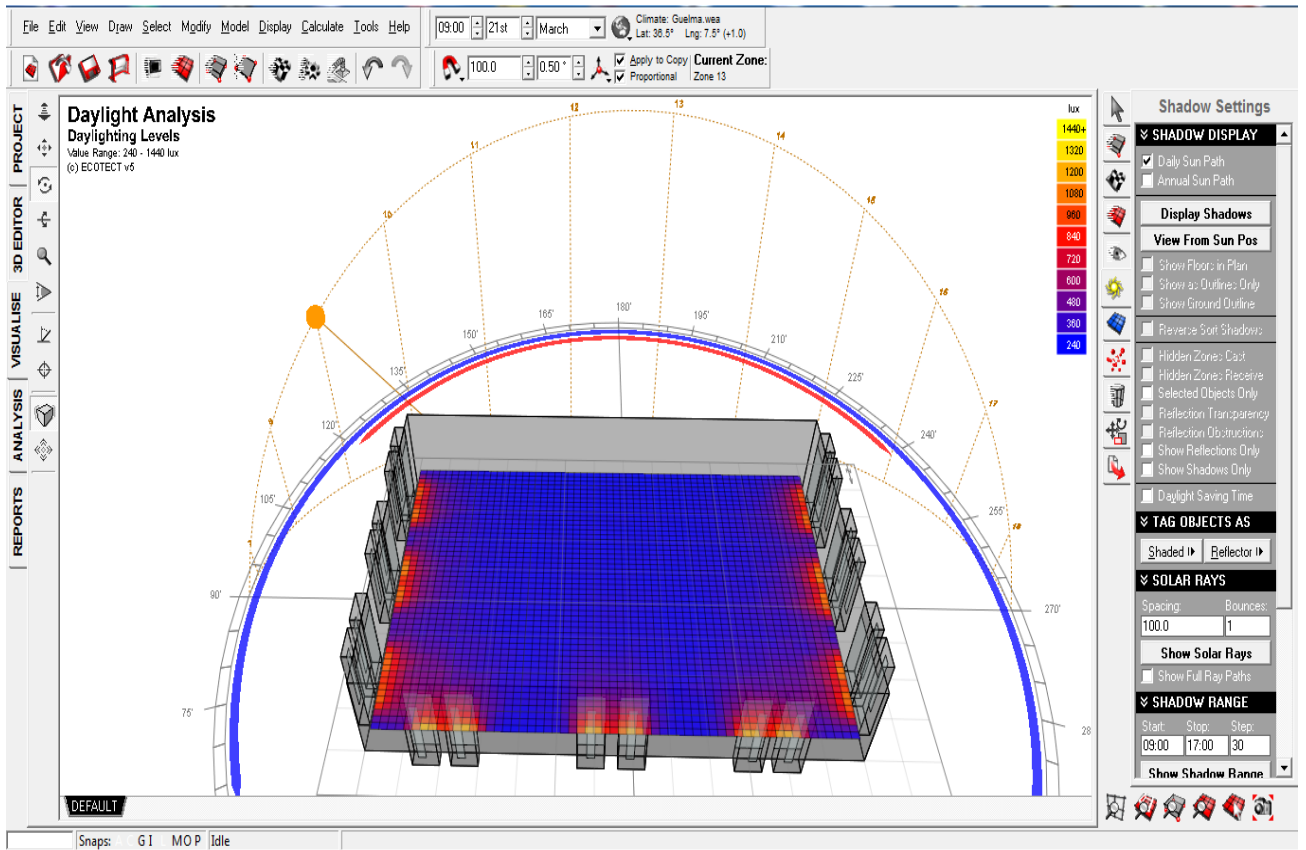 File Edit View Draw Select Modify Model Display Calculate Tools Help
09:00 21st March
Climate: Guelma.wea
Lat: 36.5° Lng: 7.5° (+1.0)
100.0 0.50 °
Apply to Copy
Proportional
Current Zone:
Zone 13
PROJECT
3D EDITOR
VISUALISE
ANALYSIS
REPORTS
Daylight Analysis
Daylighting Levels
Value Range: 240 - 1440 lux
(c) ECOTECT v5
12
13
11
14
10
15
9
16
17
18
7
180'
165'
195'
150'
210'
135'
225'
120'
240'
105'
255'
90'
270'
75'
28
lux
1440+
1320
1200
1080
960
840
720
600
480
360
240
DEFAULT
Shadow Settings
SHADOW DISPLAY
Daily Sun Path
Annual Sun Path
Display Shadows
View From Sun Pos
Show Floors in Plan
Show as Outlines Only
Show Ground Outline
Reverse Sort Shadows
Hidden Zones Cast
Hidden Zones Receive
Selected Objects Only
Reflection Transparency
Reflection Obstructions
Show Reflections Only
Show Shadows Only
Daylight Saving Time
TAG OBJECTS AS
Shaded Reflector
SOLAR RAYS
Spacing: Bounces:
100.0 1
Show Solar Rays
Show Full Ray Paths
SHADOW RANGE
Start: Stop: Step:
09:00 17:00 30
Show Shadow Range
Snaps: A C G I L M O P Idle